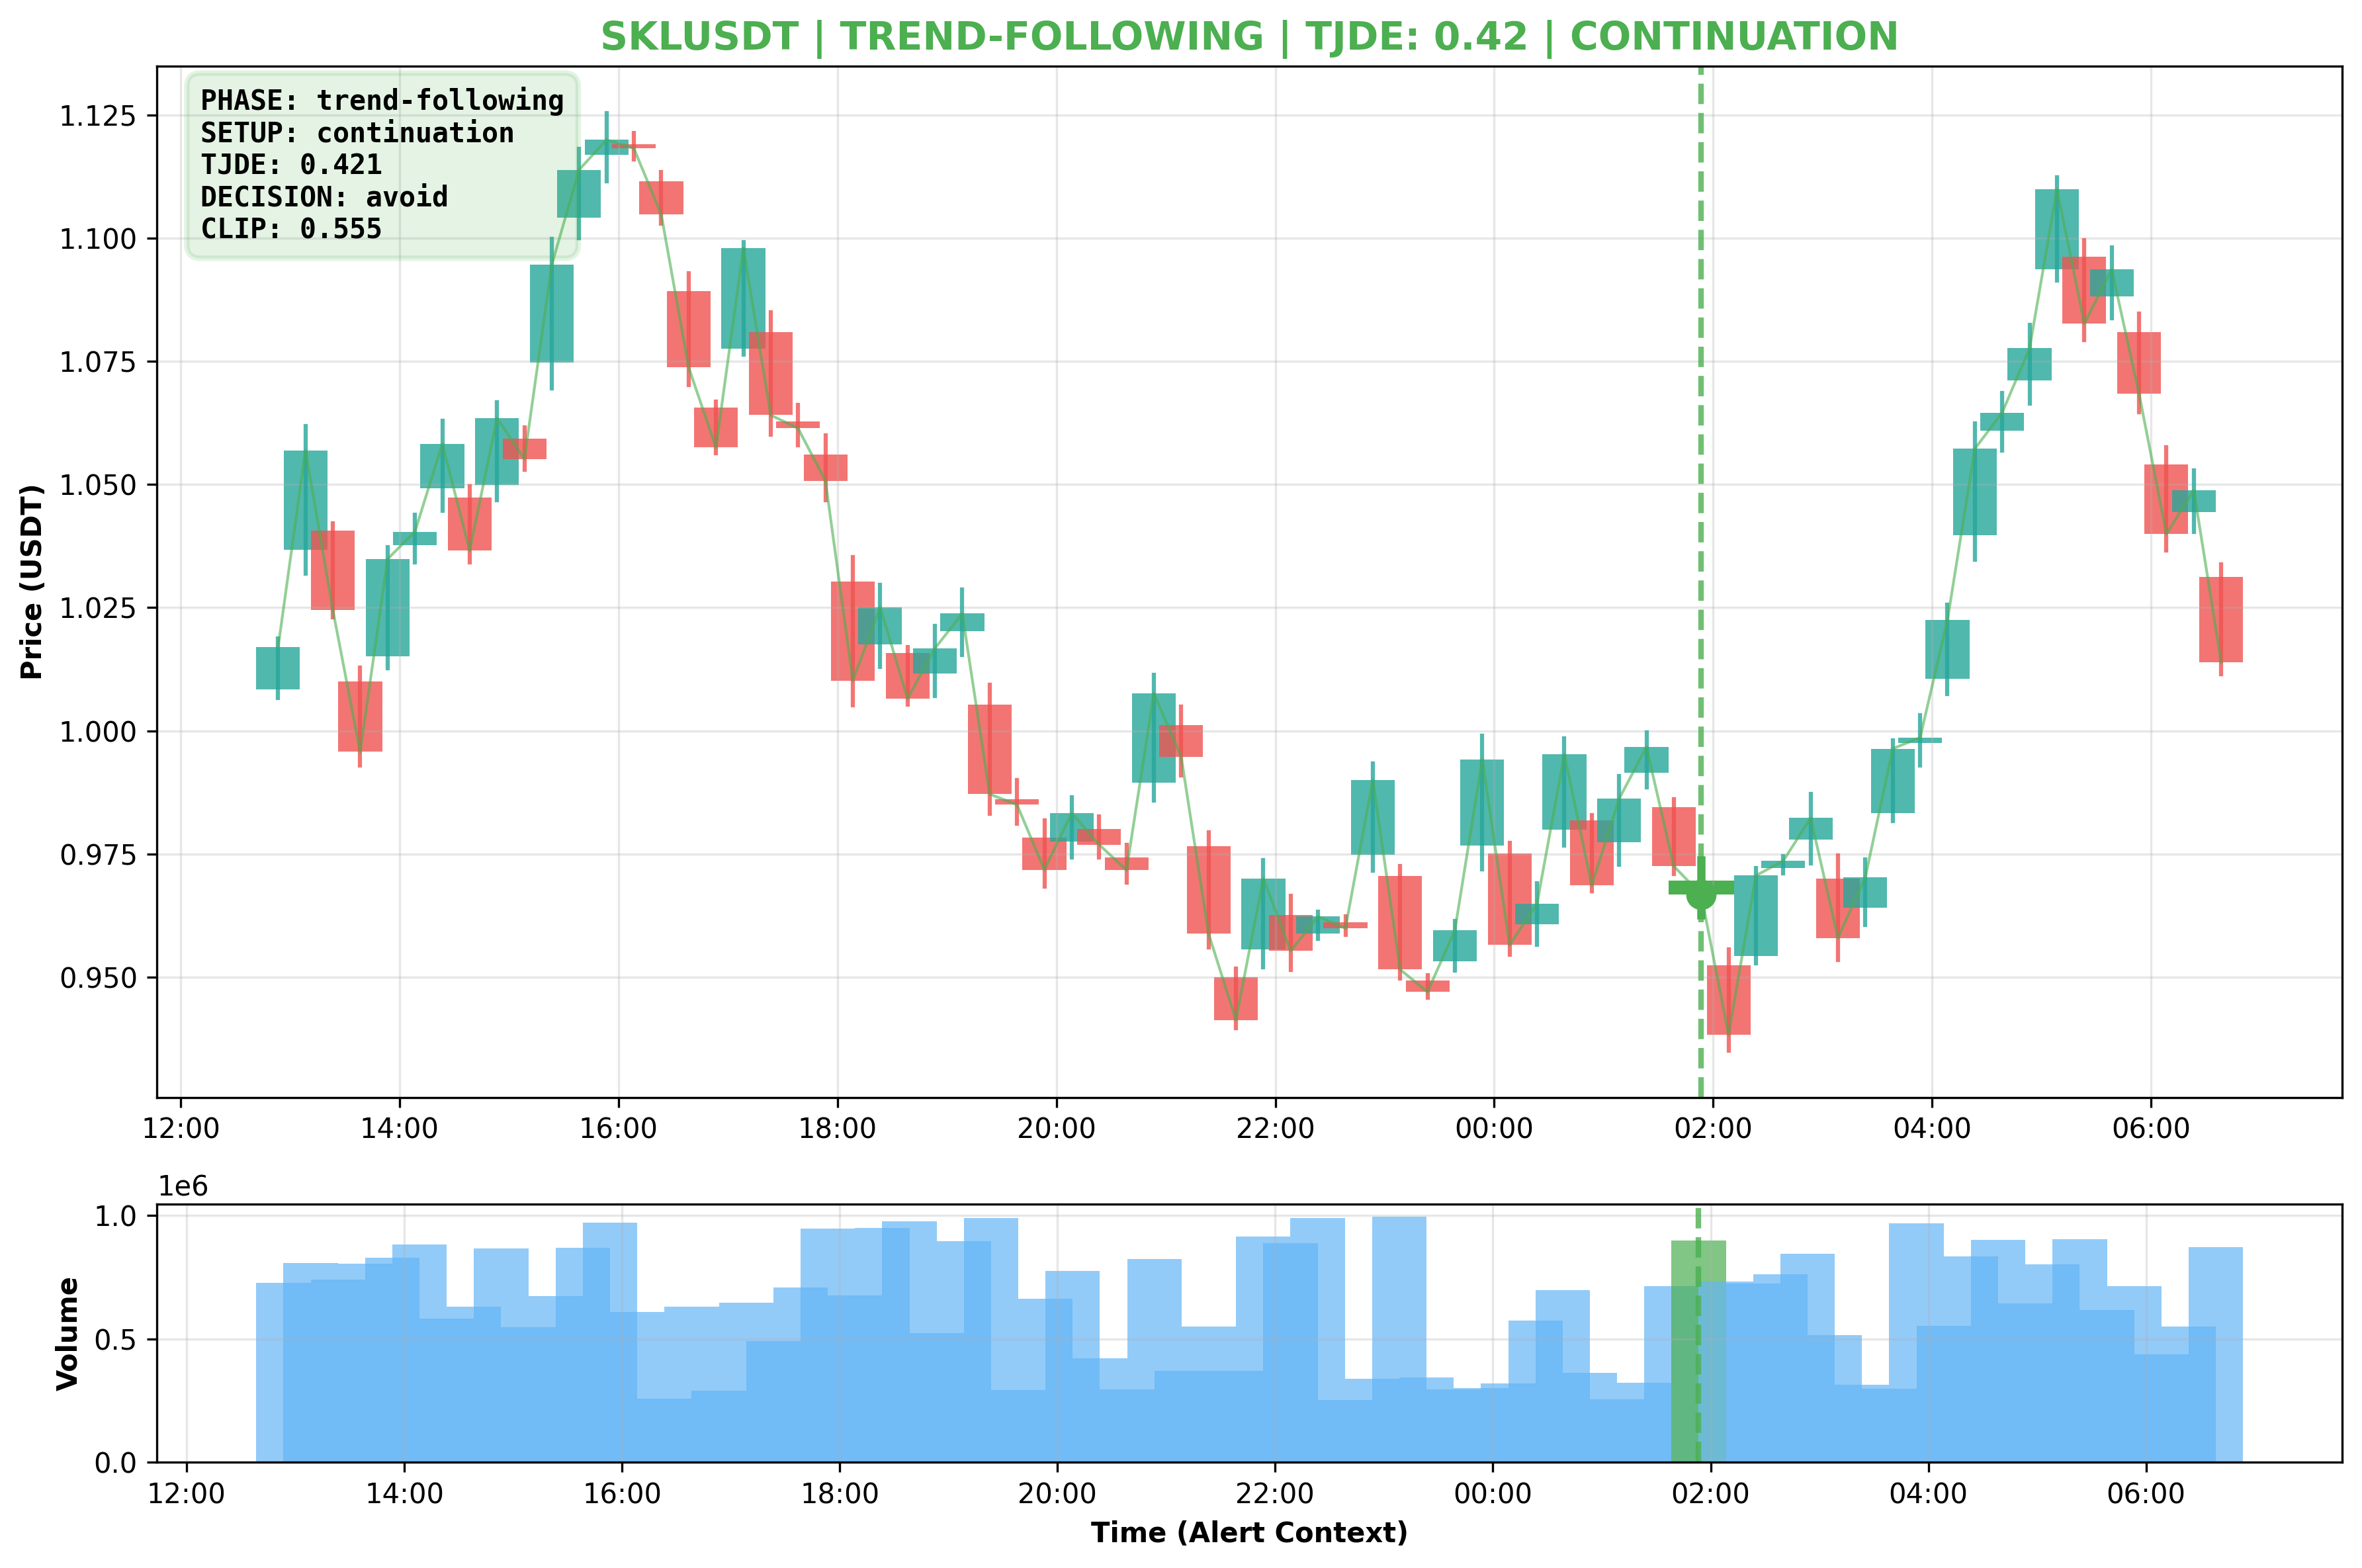 SKLUSDT | TREND-FOLLOWING | TJDE: 0.42 | CONTINUATION
PHASE: trend-following
SETUP: continuation
TJDE: 0.421
DECISION: avoid
CLIP: 0.555
Price (USDT)
1.125
1.100
1.075
1.050
1.025
1.000
0.975
0.950
12:00 14:00 16:00 18:00 20:00 22:00 00:00 02:00 04:00 06:00
1e6
Volume
1.0
0.5
0.0
12:00 14:00 16:00 18:00 20:00 22:00 00:00 02:00 04:00 06:00
Time (Alert Context)